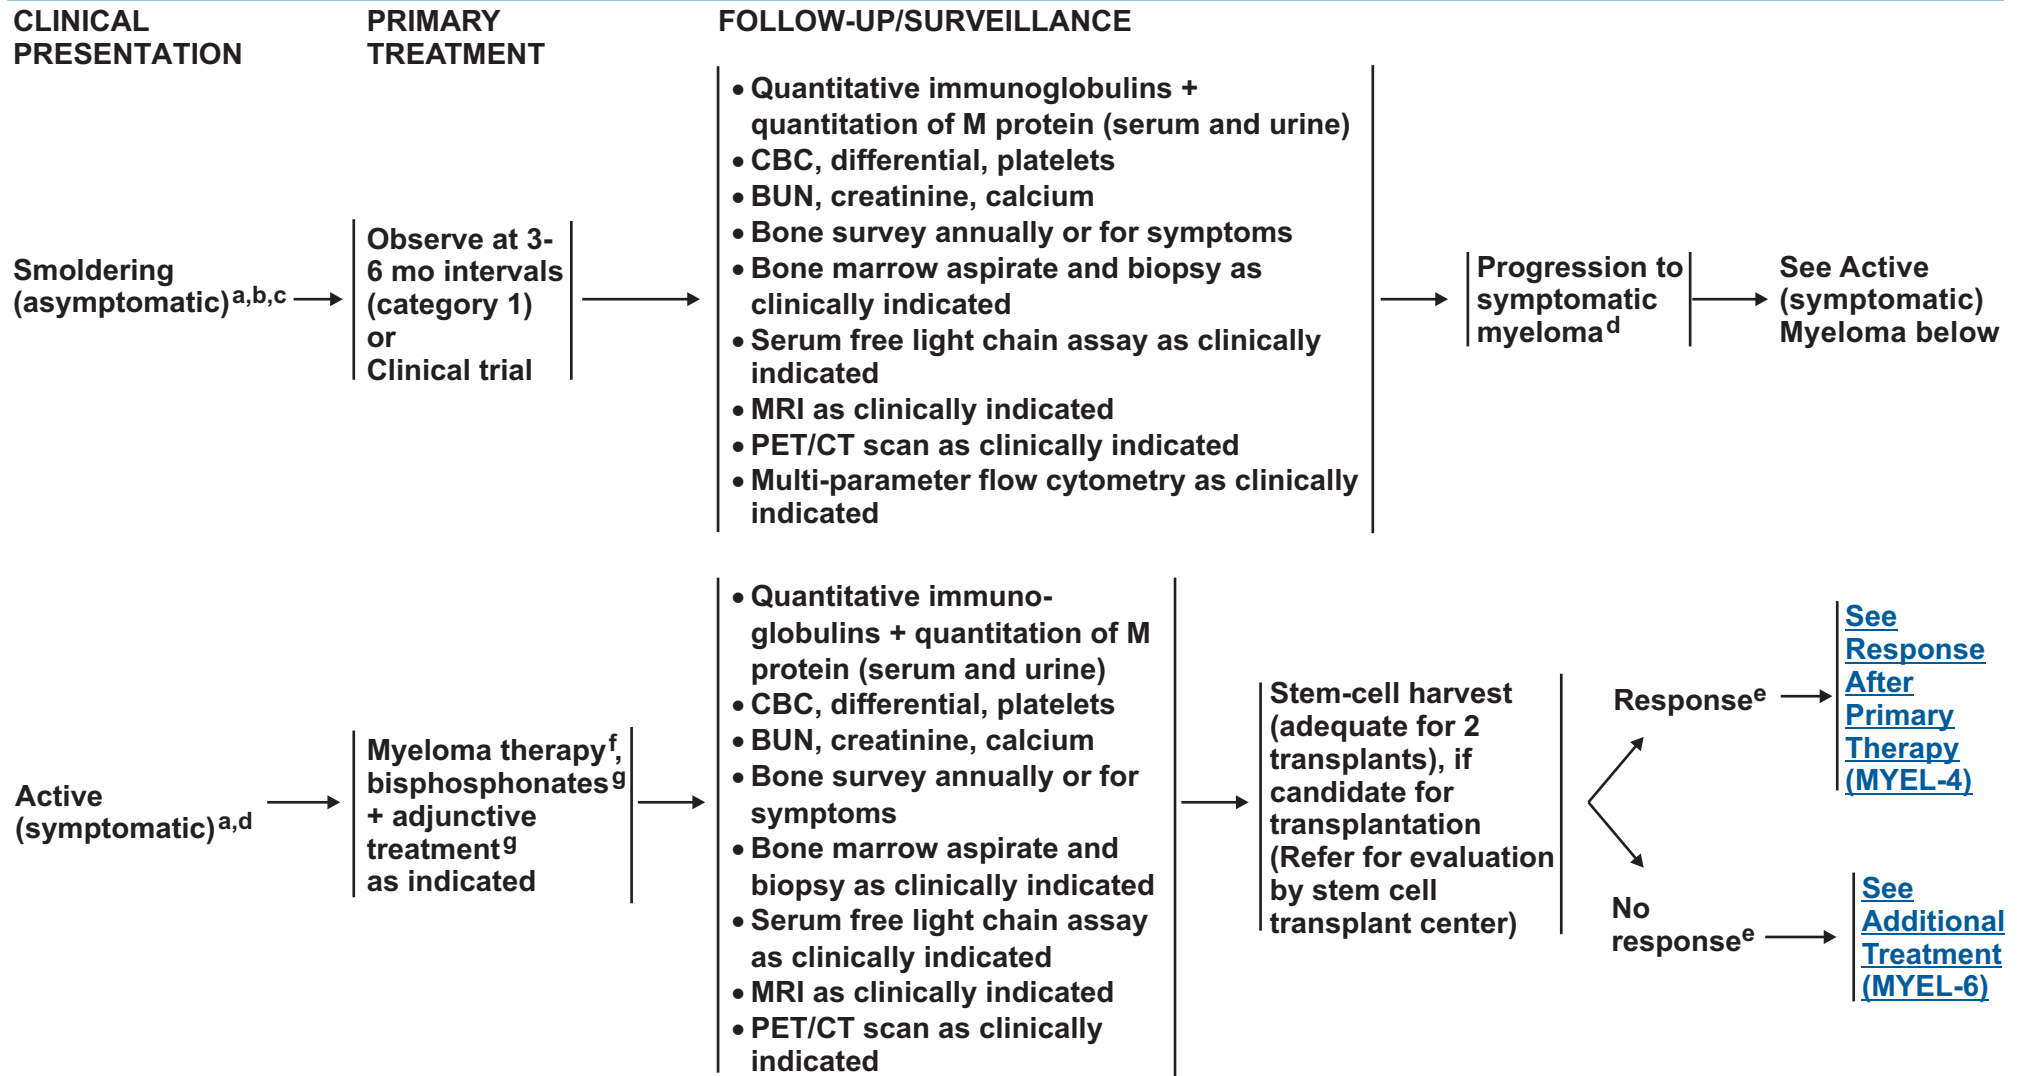 CLINICAL
PRESENTATION
PRIMARY
TREATMENT
FOLLOW-UP/SURVEILLANCE
Smoldering
(asymptomatic)a,b,c
Observe at 3-
6 mo intervals
(category 1)
or
Clinical trial
• Quantitative immunoglobulins +
quantitation of M protein (serum and urine)
• CBC, differential, platelets
• BUN, creatinine, calcium
• Bone survey annually or for symptoms
• Bone marrow aspirate and biopsy as
clinically indicated
• Serum free light chain assay as clinically
indicated
• MRI as clinically indicated
• PET/CT scan as clinically indicated
• Multi-parameter flow cytometry as clinically
indicated
Progression to
symptomatic
myelomad
See Active
(symptomatic)
Myeloma below
Active
(symptomatic)a,d
Myeloma therapyf,
bisphosphonatesg
+ adjunctive
treatmentg
as indicated
• Quantitative immuno-
globulins + quantitation of M
protein (serum and urine)
• CBC, differential, platelets
• BUN, creatinine, calcium
• Bone survey annually or for
symptoms
• Bone marrow aspirate and
biopsy as clinically indicated
• Serum free light chain assay
as clinically indicated
• MRI as clinically indicated
• PET/CT scan as clinically
indicated
Stem-cell harvest
(adequate for 2
transplants), if
candidate for
transplantation
(Refer for evaluation
by stem cell
transplant center)
Responsee
See
Response
After
Primary
Therapy
(MYEL-4)
No
responsee
See
Additional
Treatment
(MYEL-6)